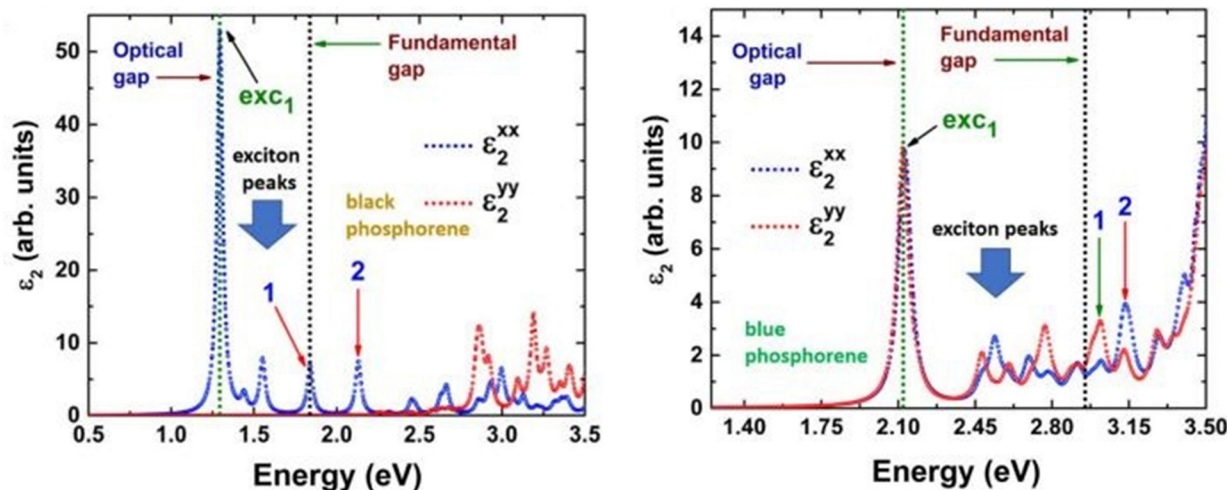 Optical
gap
Fundamental
gap
exc₁
ε₂ˣˣ
ε₂ʸʸ
exciton
peaks
black
phosphorene
1
2
ε₂ (arb. units)
50
40
30
20
10
0
0.5 1.0 1.5 2.0 2.5 3.0 3.5
Energy (eV)
Optical
gap
Fundamental
gap
exc₁
ε₂ˣˣ
ε₂ʸʸ
exciton peaks
1
2
blue
phosphorene
ε₂ (arb. units)
14
12
10
8
6
4
2
0
1.40 1.75 2.10 2.45 2.80 3.15 3.50
Energy (eV)